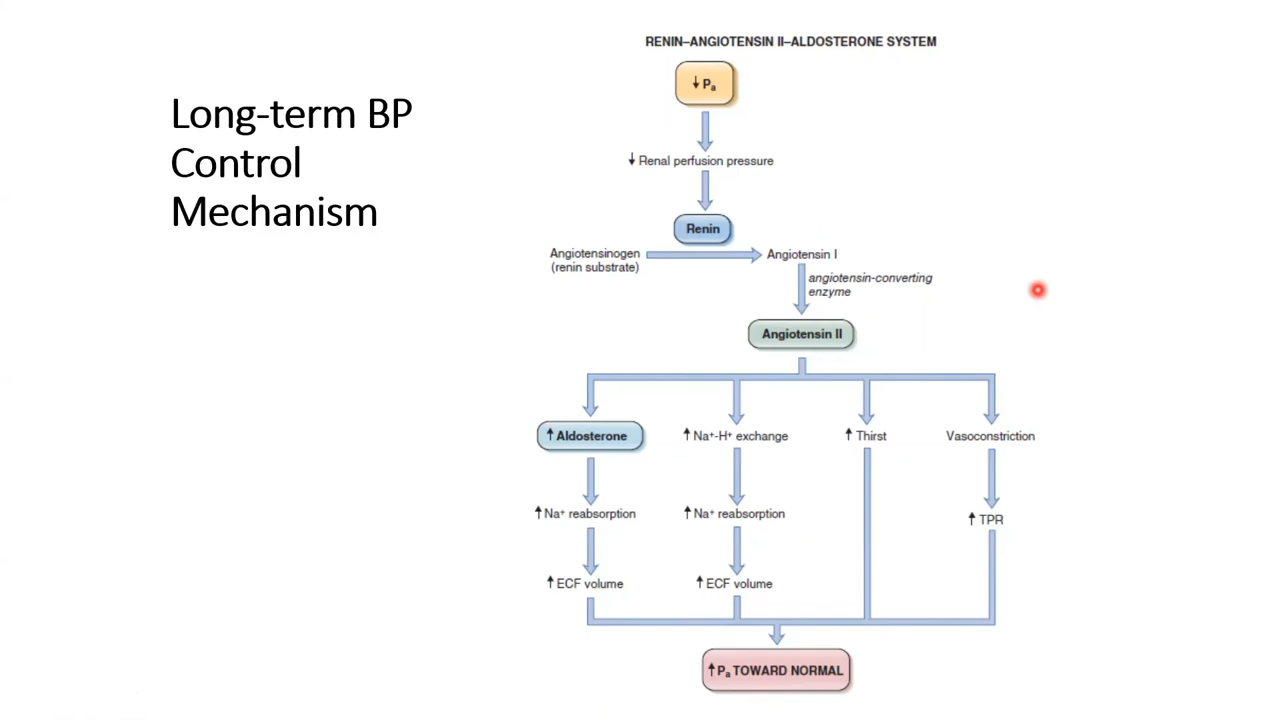 Long-term BP
Control
Mechanism
RENIN–ANGIOTENSIN II–ALDOSTERONE SYSTEM
↓Pa
↓ Renal perfusion pressure
Renin
Angiotensinogen
(renin substrate)
Angiotensin I
angiotensin-converting
enzyme
Angiotensin II
↑Aldosterone
↑Na⁺-H⁺ exchange
↑Thirst
Vasoconstriction
↑Na⁺ reabsorption
↑Na⁺ reabsorption
↑TPR
↑ECF volume
↑ECF volume
↑Pa TOWARD NORMAL